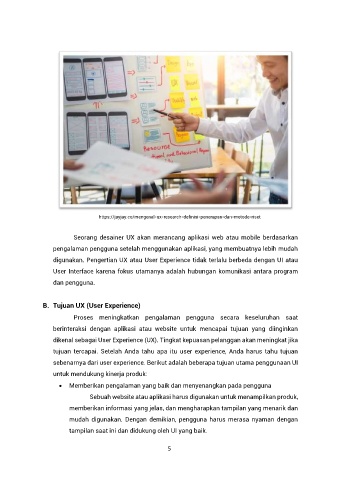 RESOURCES
https://jayjay.co/mengenal-ux-research-definisi-penerapan-dan-metode-riset
Seorang desainer UX akan merancang aplikasi web atau mobile berdasarkan
pengalaman pengguna setelah menggunakan aplikasi, yang membuatnya lebih mudah
digunakan. Pengertian UX atau User Experience tidak terlalu berbeda dengan UI atau
User Interface karena fokus utamanya adalah hubungan komunikasi antara program
dan pengguna.
B. Tujuan UX (User Experience)
Proses meningkatkan pengalaman pengguna secara keseluruhan saat
berinteraksi dengan aplikasi atau website untuk mencapai tujuan yang diinginkan
dikenal sebagai User Experience (UX). Tingkat kepuasan pelanggan akan meningkat jika
tujuan tercapai. Setelah Anda tahu apa itu user experience, Anda harus tahu tujuan
sebenarnya dari user experience. Berikut adalah beberapa tujuan utama penggunaan UI
untuk mendukung kinerja produk:
• Memberikan pengalaman yang baik dan menyenangkan pada pengguna
Sebuah website atau aplikasi harus digunakan untuk menampilkan produk,
memberikan informasi yang jelas, dan mengharapkan tampilan yang menarik dan
mudah digunakan. Dengan demikian, pengguna harus merasa nyaman dengan
tampilan saat ini dan didukung oleh UI yang baik.
5